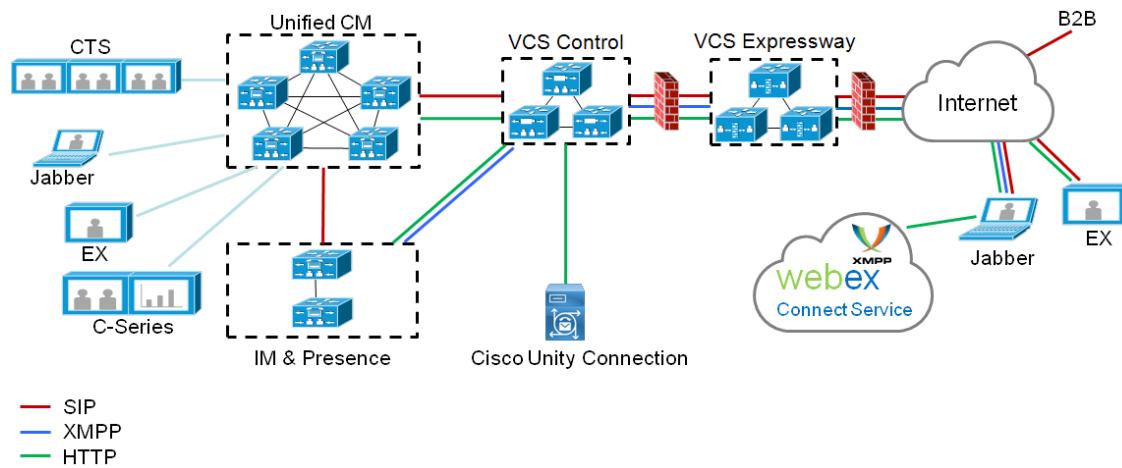 Unified CM
B2B
CTS
VCS Control
VCS Expressway
Internet
Jabber
EX
EX
Jabber
XMPP
webex
Connect Service
C-Series
IM & Presence
Cisco Unity Connection
SIP
XMPP
HTTP